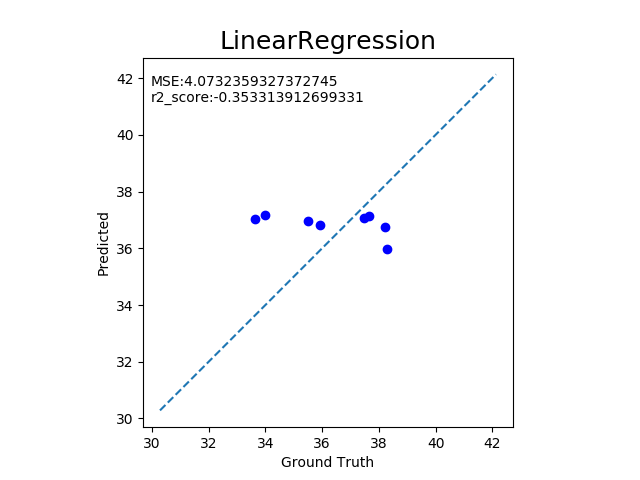 LinearRegression
MSE:4.0732359327372745
r2_score:-0.353313912699331
42
40
38
36
34
32
30
Predicted
30 32 34 36 38 40 42
Ground Truth